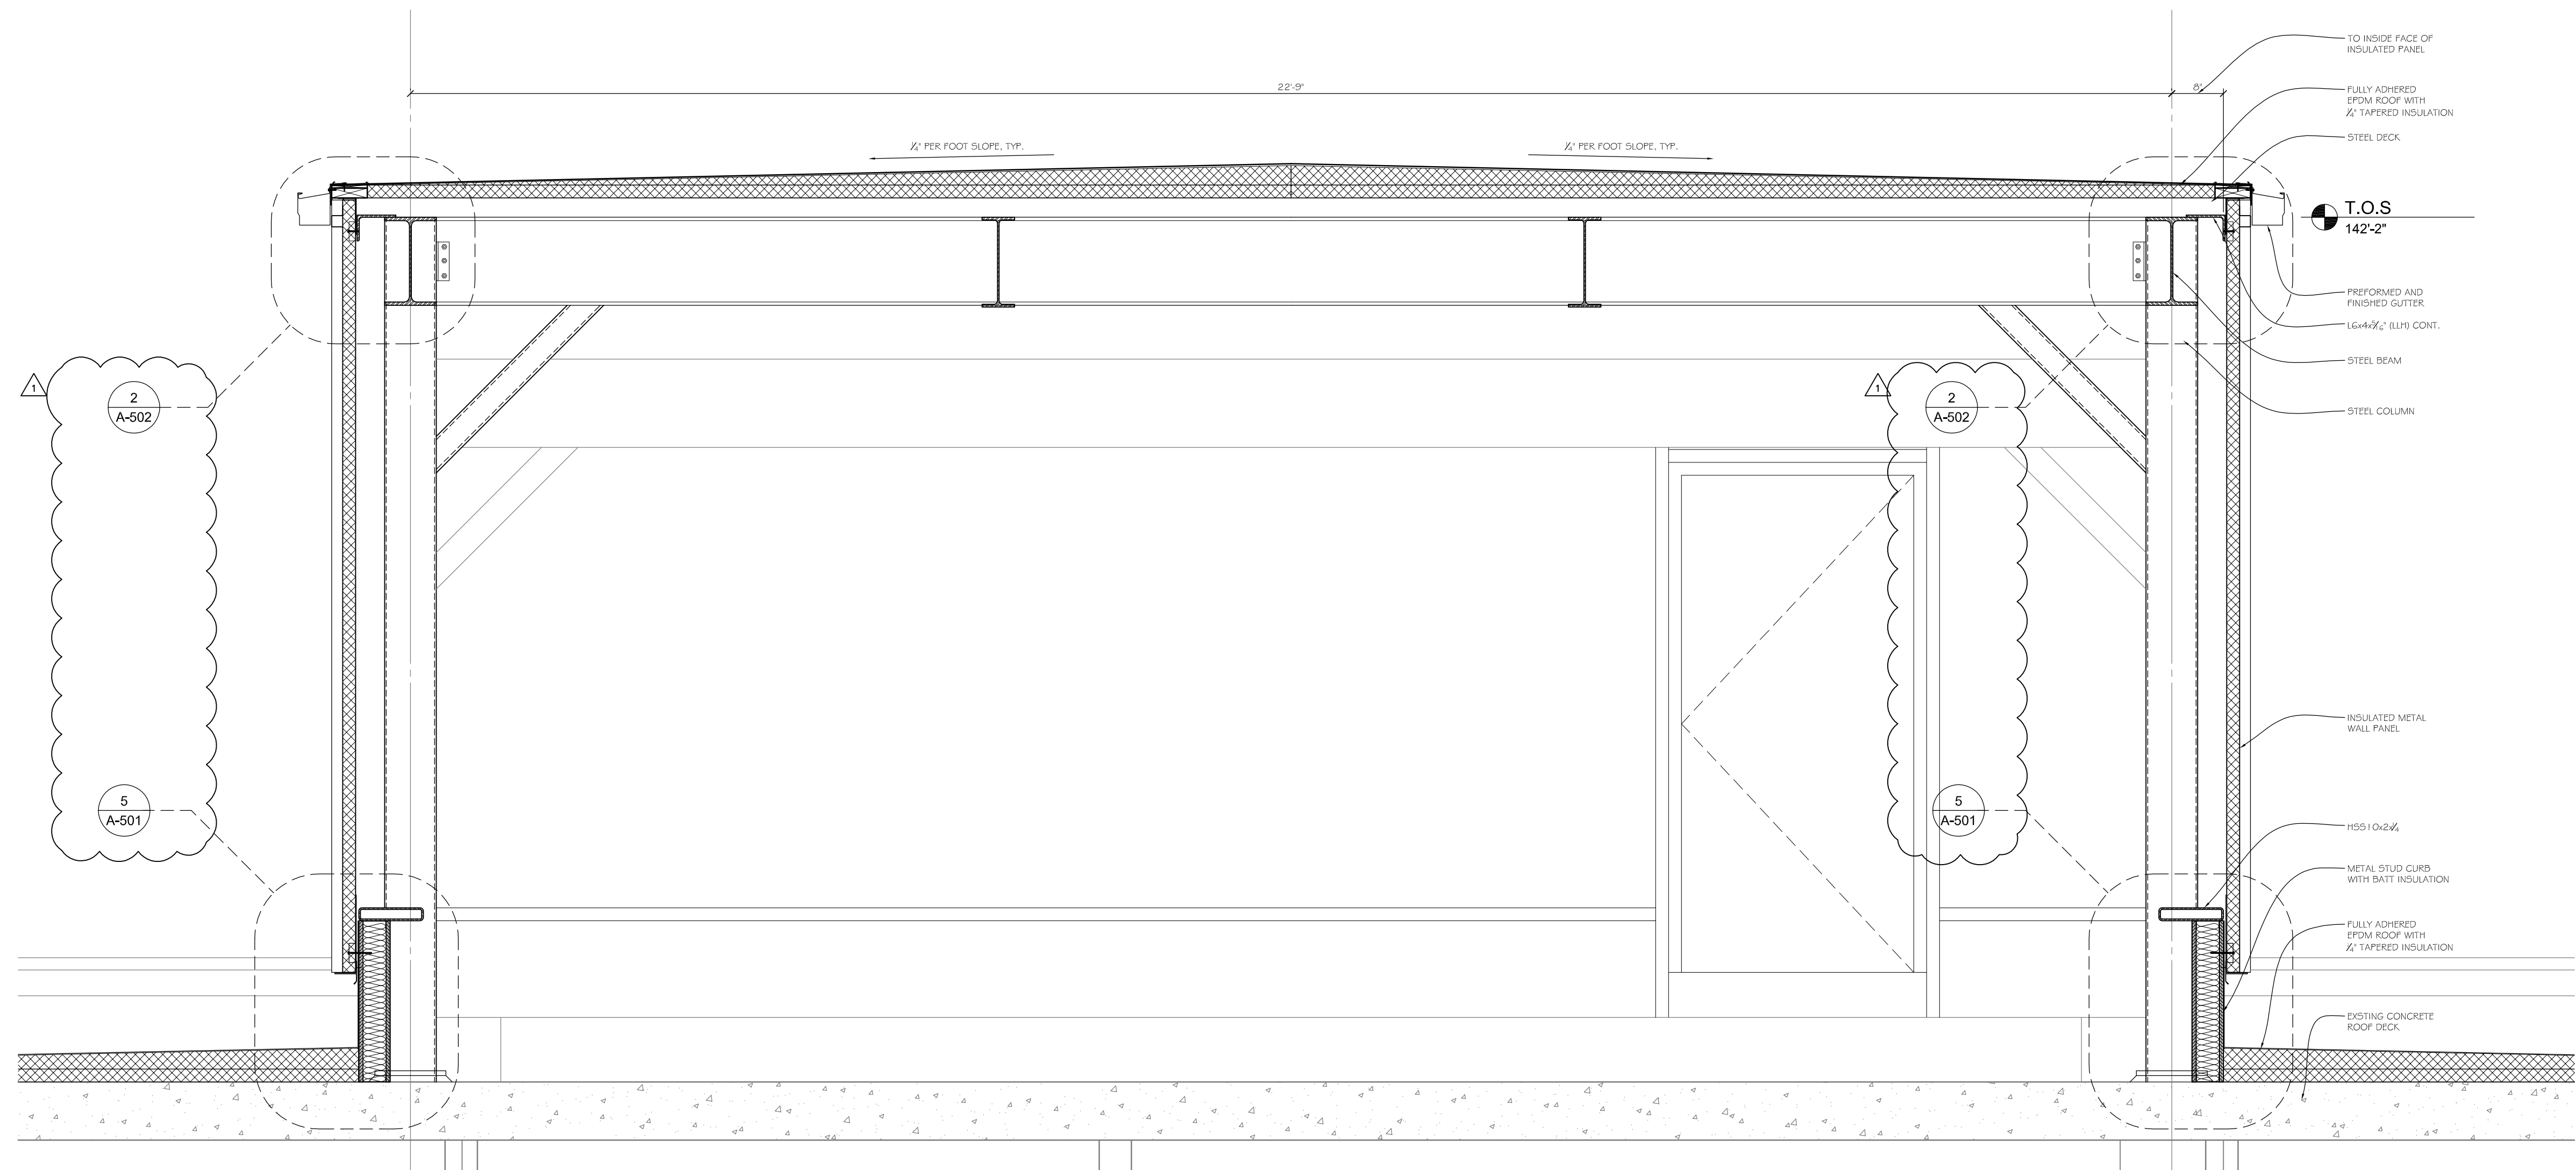 TO INSIDE FACE OF
INSULATED PANEL
22'-9"
8"
FULLY ADHERED
EPDM ROOF WITH
¼" TAPERED INSULATION
STEEL DECK
¼" PER FOOT SLOPE, TYP.
¼" PER FOOT SLOPE, TYP.
T.O.S
142'-2"
PREFORMED AND
FINISHED GUTTER
L6x4x5⁄16" (LLH) CONT.
STEEL BEAM
1
2
A-502
1
2
A-502
STEEL COLUMN
INSULATED METAL
WALL PANEL
5
A-501
5
A-501
HSS10x2x¼
METAL STUD CURB
WITH BATT INSULATION
FULLY ADHERED
EPDM ROOF WITH
¼" TAPERED INSULATION
EXSTING CONCRETE
ROOF DECK